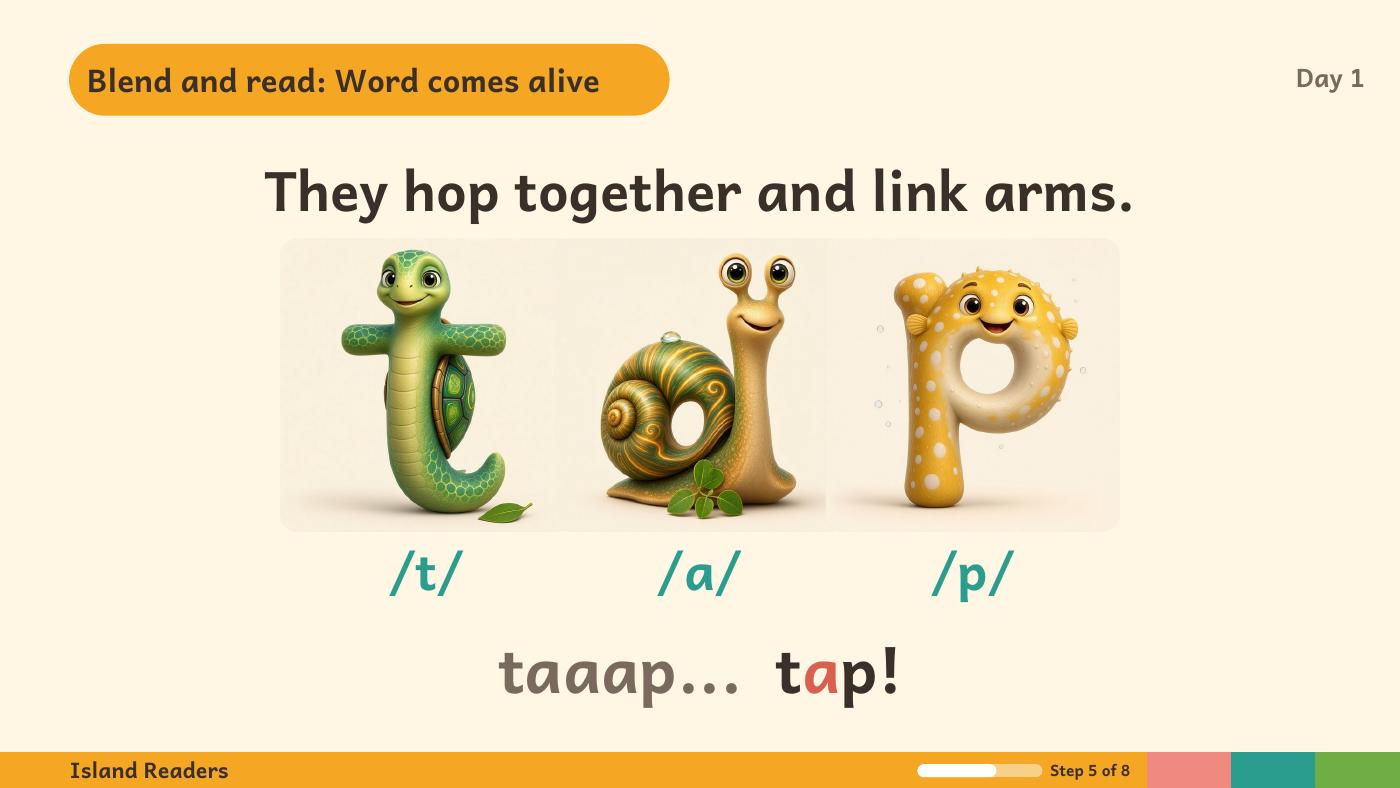 Blend and read: Word comes alive
Day 1
They hop together and link arms.
/t/ /a/ /p/
taaap... tap!
Island Readers
Step 5 of 8